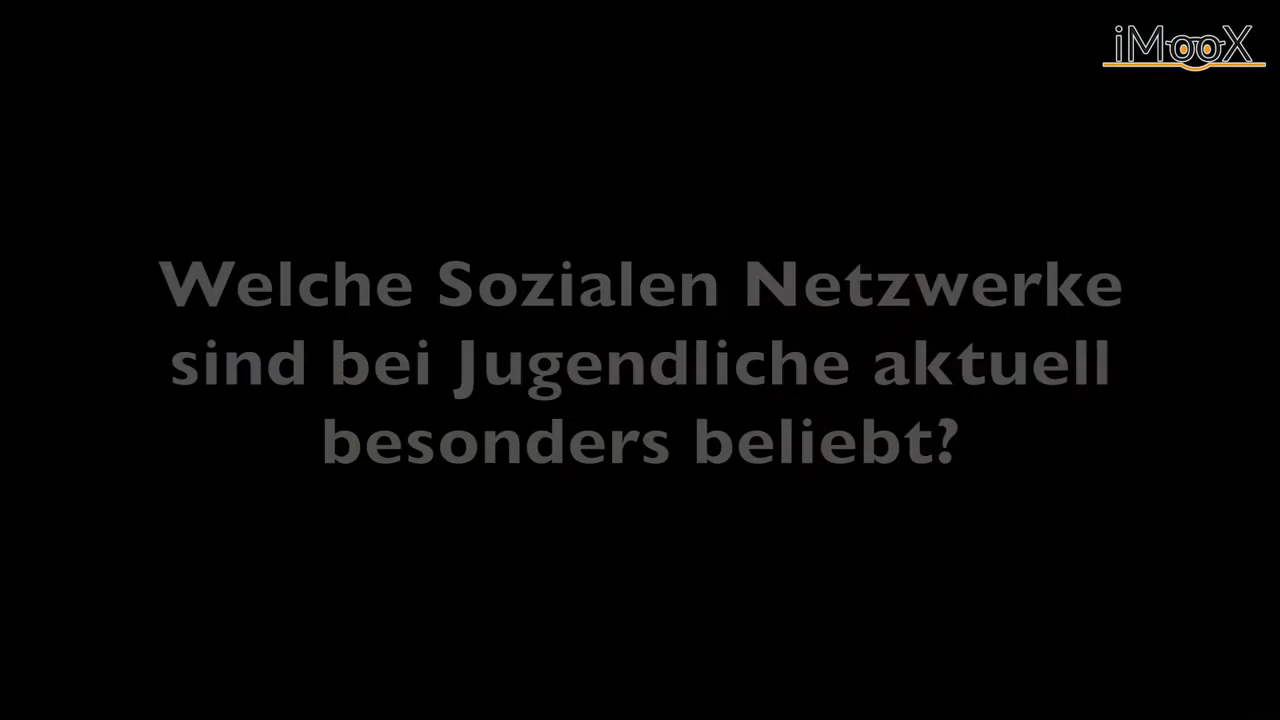 iMooX
Welche Sozialen Netzwerke
sind bei Jugendliche aktuell
besonders beliebt?